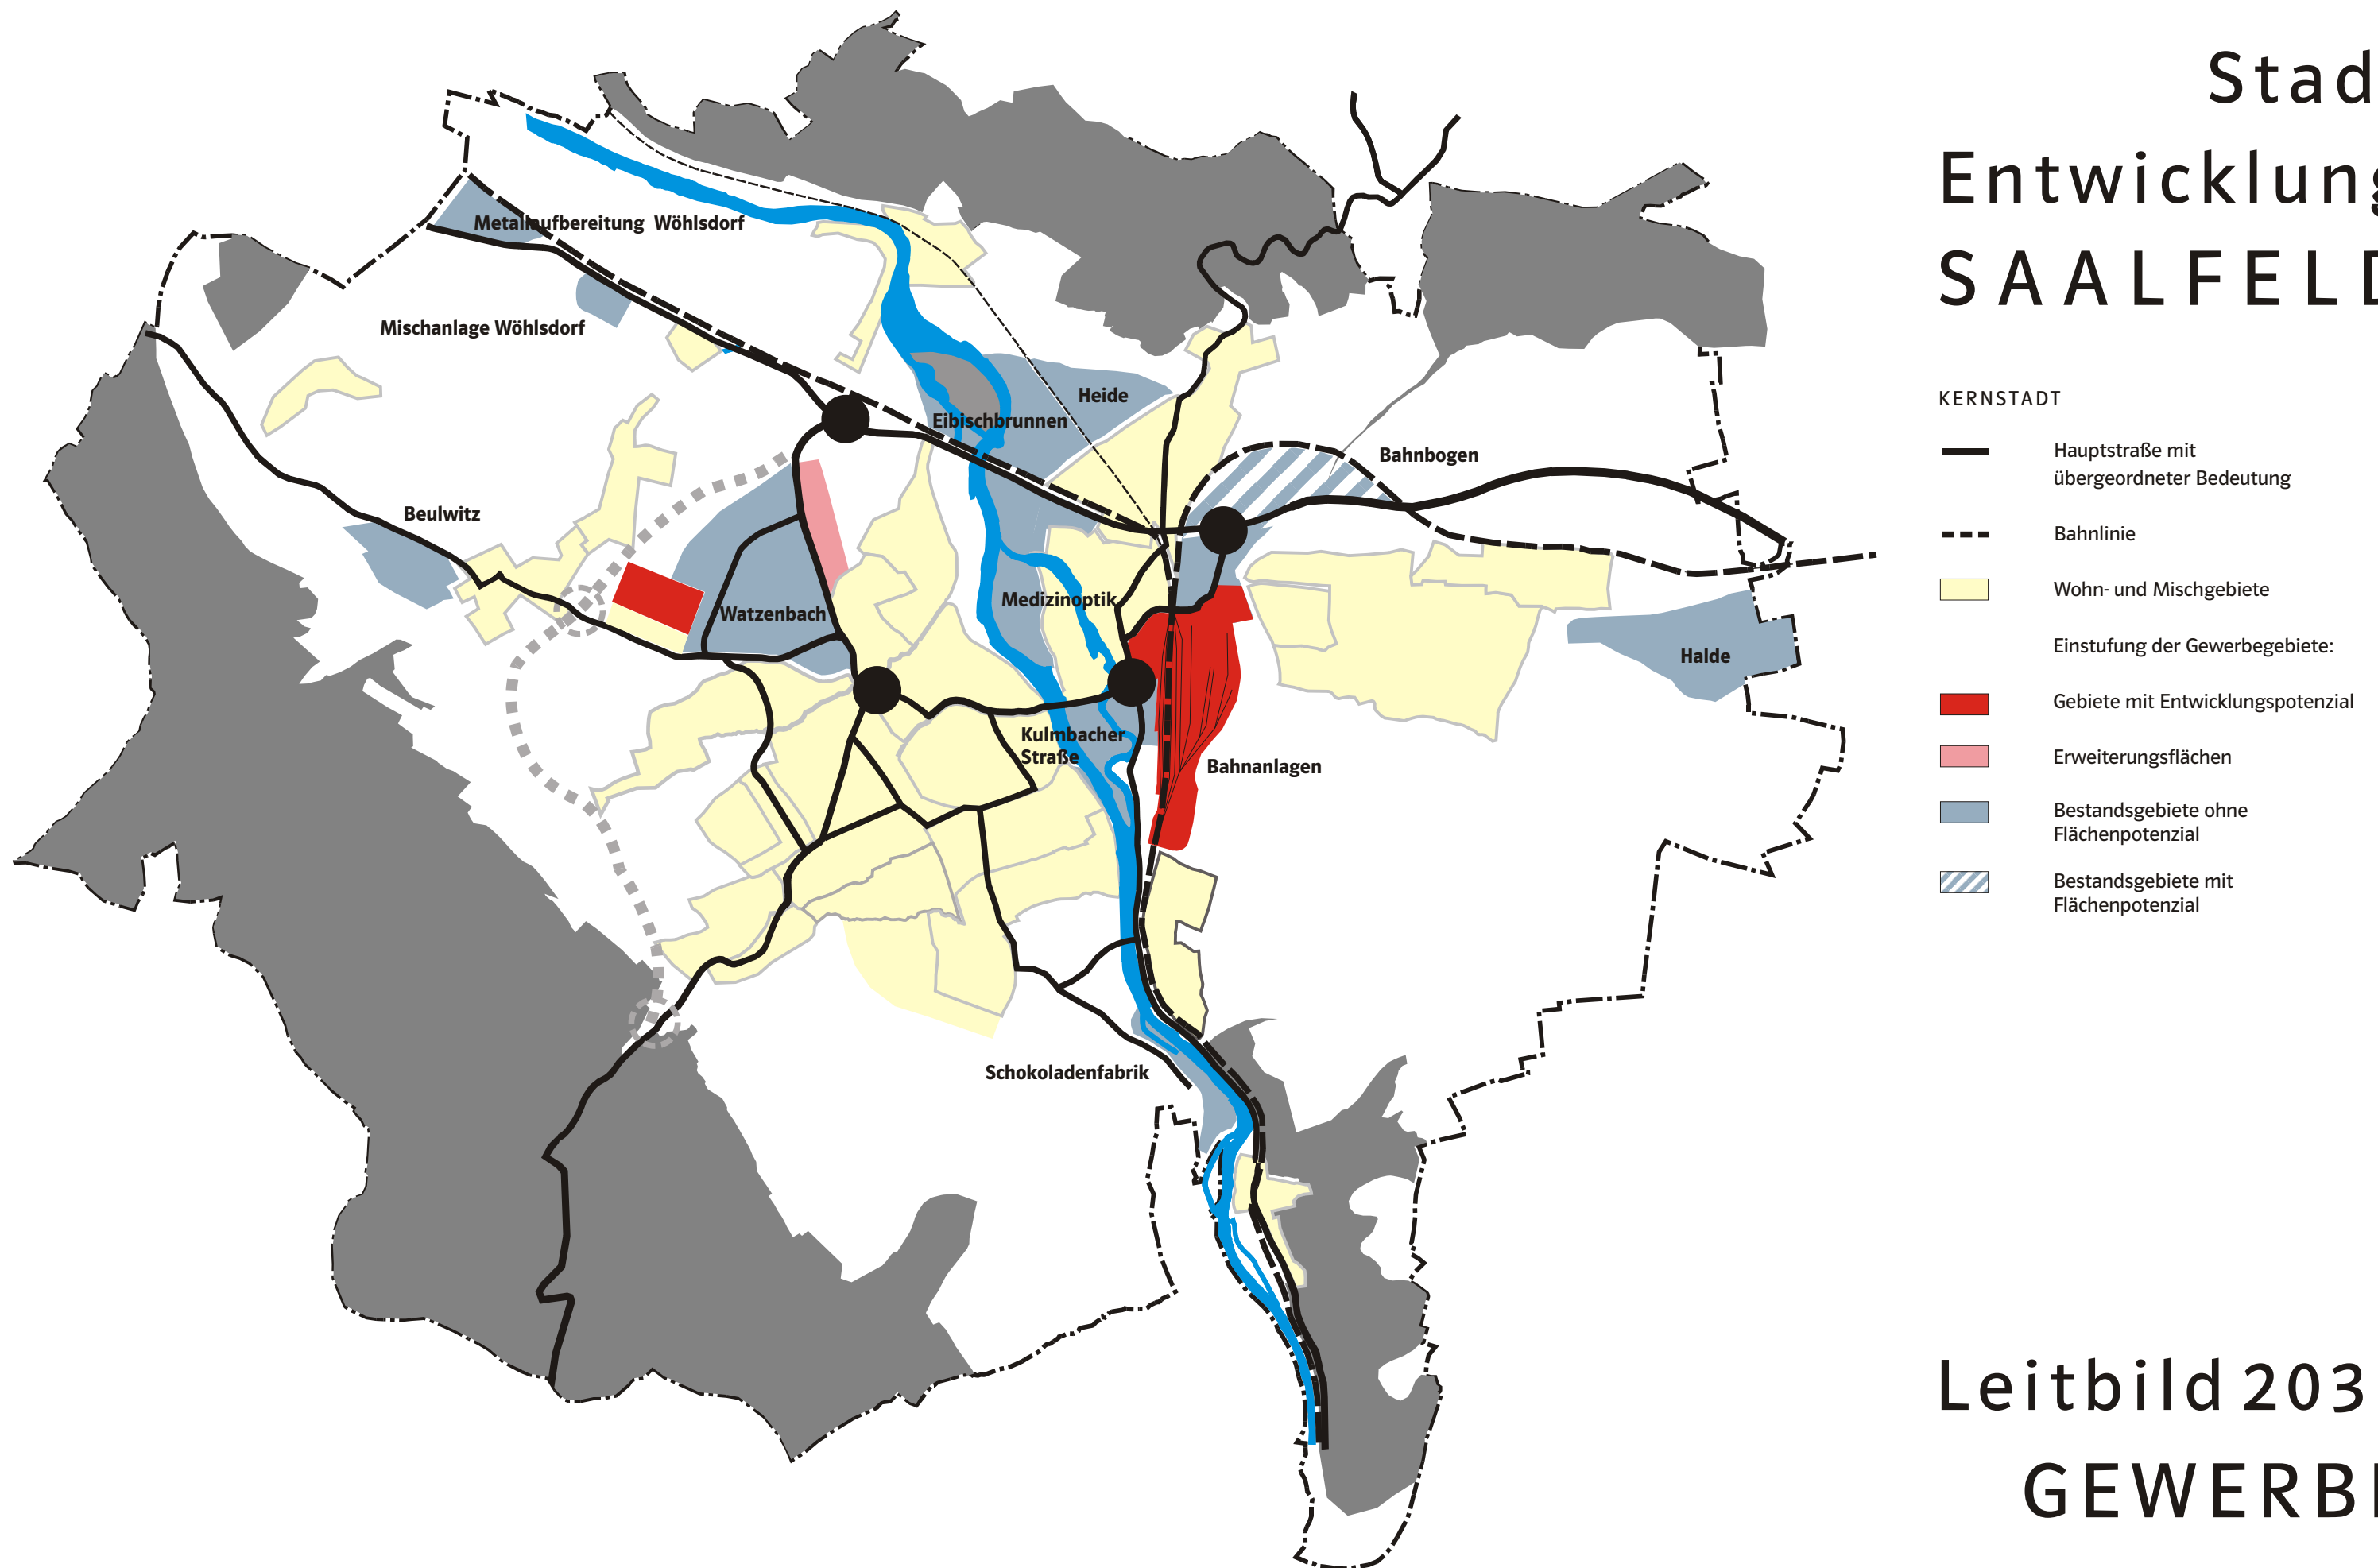 Stad
Entwicklung
SAALFELD
KERNSTADT
Hauptstraße mit
übergeordneter Bedeutung
Bahnlinie
Wohn- und Mischgebiete
Einstufung der Gewerbegebiete:
Gebiete mit Entwicklungspotenzial
Erweiterungsflächen
Bestandsgebiete ohne
Flächenpotenzial
Bestandsgebiete mit
Flächenpotenzial
Metallaufbereitung Wöhlsdorf
Mischanlage Wöhlsdorf
Heide
Eibischbrunnen
Bahnbogen
Beulwitz
Medizinoptik
Watzenbach
Halde
Kulmbacher
Straße
Bahnanlagen
Schokoladenfabrik
Leitbild 203
GEWERBE